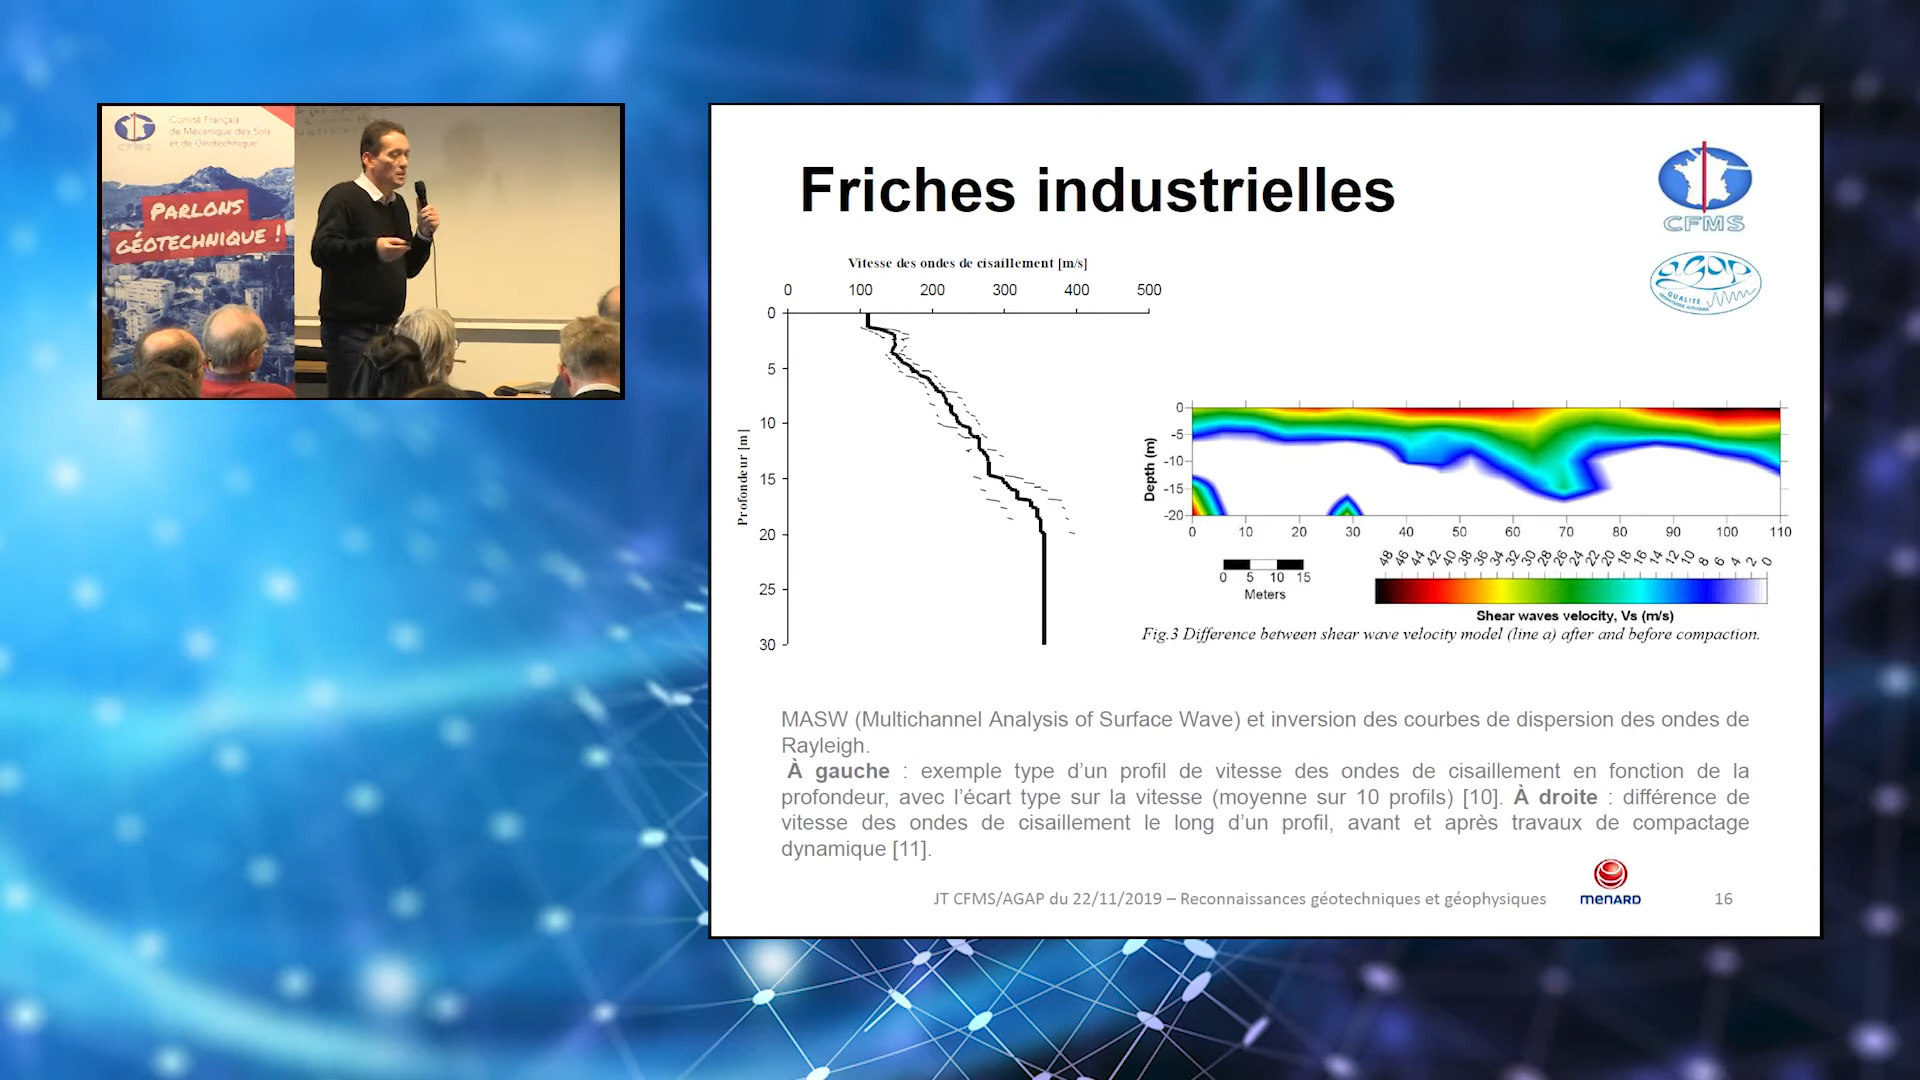 CFMS
Comité Français
de Mécanique des Sols
et de Géotechnique
PARLONS
GÉOTECHNIQUE !
Friches industrielles
CFMS
agap
QUALITÉ
Vitesse des ondes de cisaillement [m/s]
0 100 200 300 400 500
Profondeur [m]
0
5
10
15
20
25
30
Depth (m)
0
-5
-10
-15
-20
0 10 20 30 40 50 60 70 80 90 100 110
0 5 10 15
Meters
48 46 44 42 40 38 36 34 32 30 28 26 24 22 20 18 16 14 12 10 8 6 4 2 0
Shear waves velocity, Vs (m/s)
Fig.3 Difference between shear wave velocity model (line a) after and before compaction.
MASW (Multichannel Analysis of Surface Wave) et inversion des courbes de dispersion des ondes de
Rayleigh.
À gauche : exemple type d’un profil de vitesse des ondes de cisaillement en fonction de la
profondeur, avec l’écart type sur la vitesse (moyenne sur 10 profils) [10]. À droite : différence de
vitesse des ondes de cisaillement le long d’un profil, avant et après travaux de compactage
dynamique [11].
JT CFMS/AGAP du 22/11/2019 – Reconnaissances géotechniques et géophysiques
MENARD
16